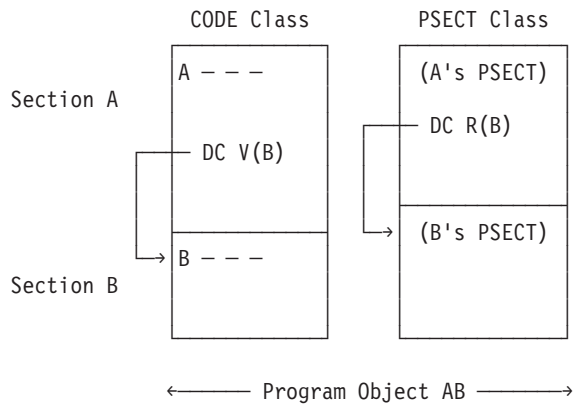 CODE Class PSECT Class
A — — — (A's PSECT)
Section A
DC V(B) DC R(B)
(B's PSECT)
B — — —
Section B
Program Object AB